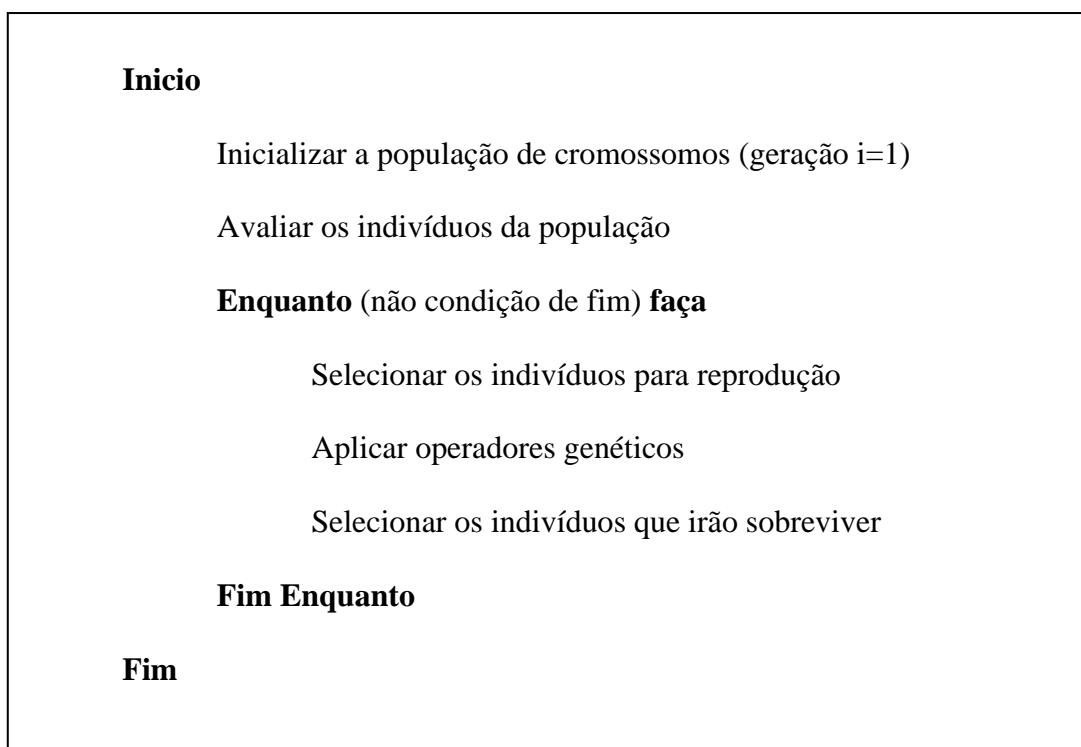 Inicio
Inicializar a população de cromossomos (geração i=1)
Avaliar os indivíduos da população
Enquanto (não condição de fim) faça
Selecionar os indivíduos para reprodução
Aplicar operadores genéticos
Selecionar os indivíduos que irão sobreviver
Fim Enquanto
Fim